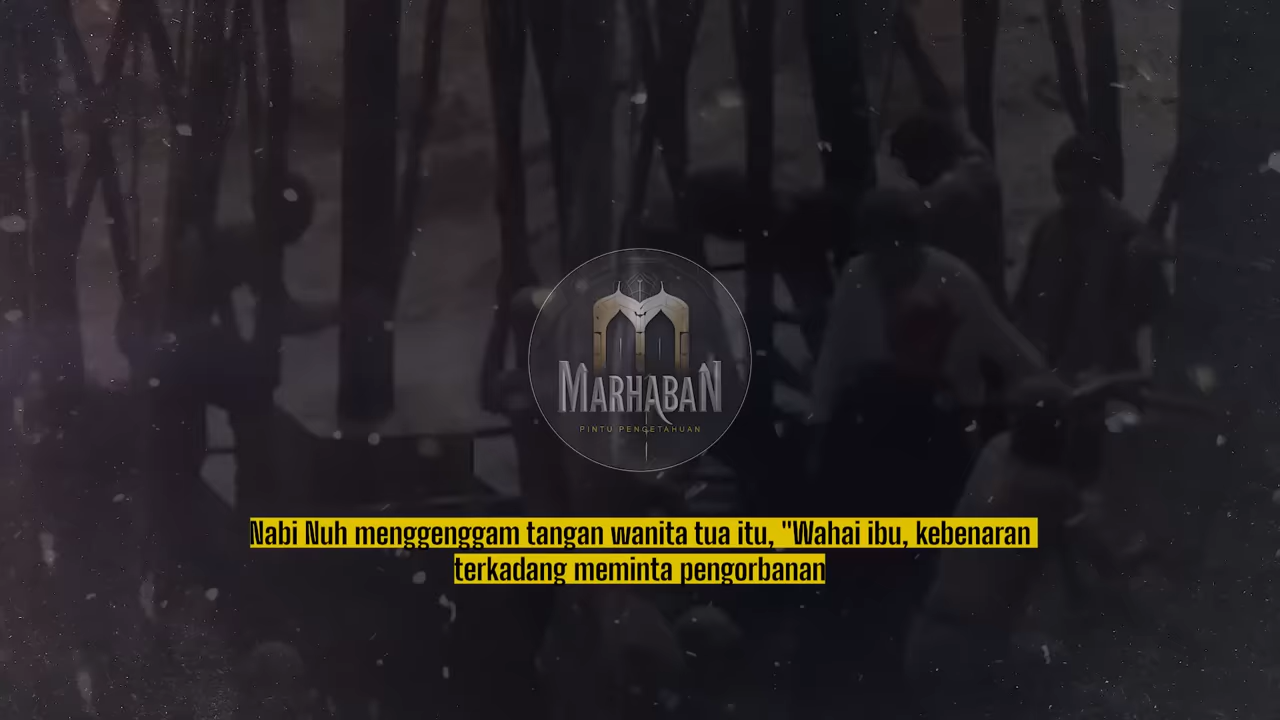 MARHABAN
PINTU PENGETAHUAN
Nabi Nuh menggenggam tangan wanita tua itu, "Wahai ibu, kebenaran
terkadang meminta pengorbanan